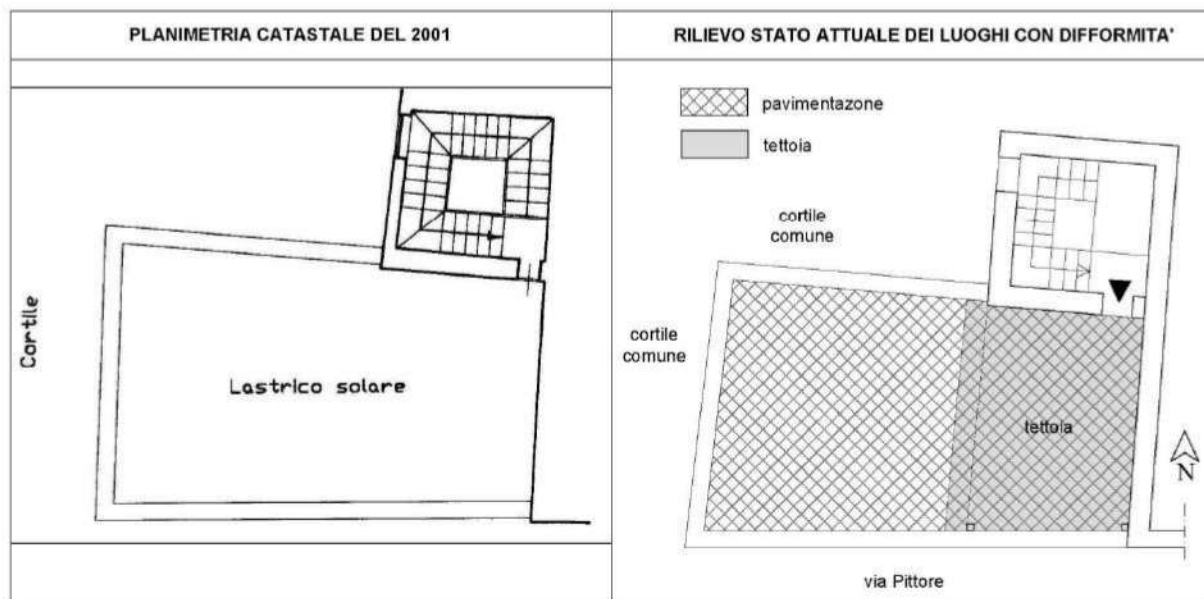 PLANIMETRIA CATASTALE DEL 2001
Cortile
Lastrico solare
RILIEVO STATO ATTUALE DEI LUOGHI CON DIFFORMITA'
pavimentazone
tettoia
cortile
comune
cortile
comune
tettoia
N
via Pittore